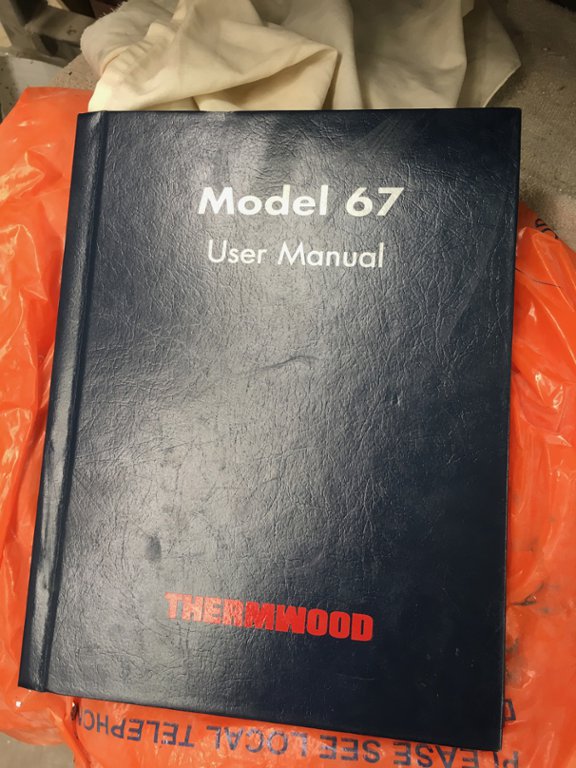 Model 67
User Manual
THERMWOOD
PLEASE SEE LOCAL TELEPHO